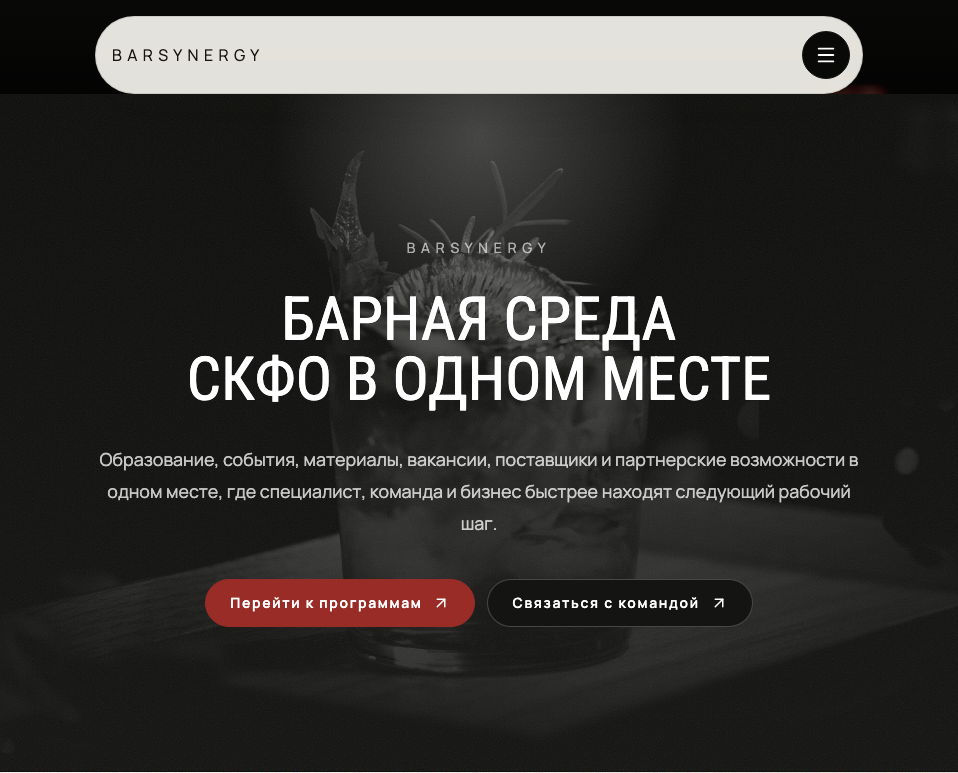 BARSYNERGY
BARSYNERGY
БАРНАЯ СРЕДА
СКФО В ОДНОМ МЕСТЕ
Образование, события, материалы, вакансии, поставщики и партнерские возможности в
одном месте, где специалист, команда и бизнес быстрее находят следующий рабочий
шаг.
Перейти к программам
Связаться с командой